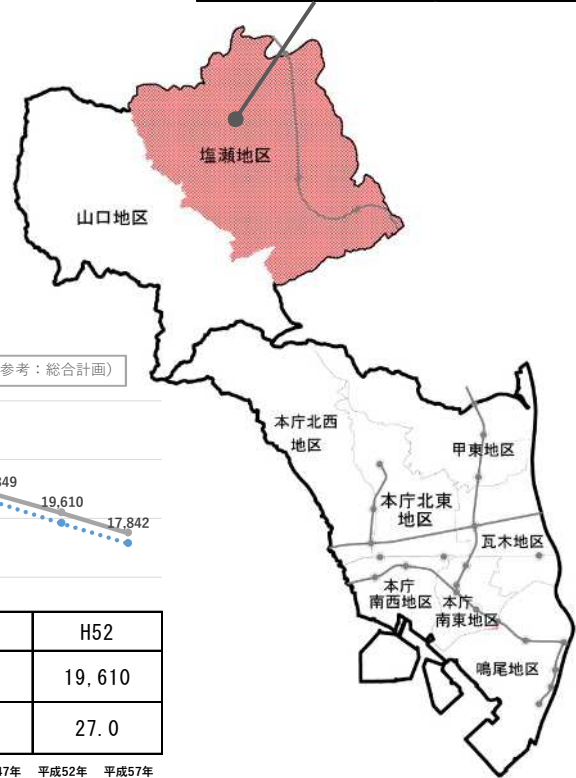 塩瀬地区
山口地区
参考：総合計画）
本庁北西
地区
甲東地区
本庁北東
地区
瓦木地区
本庁
南西地区
本庁
南東地区
鳴尾地区
349
19,610
17,842
H52
19,610
27.0
47年 平成52年 平成57年